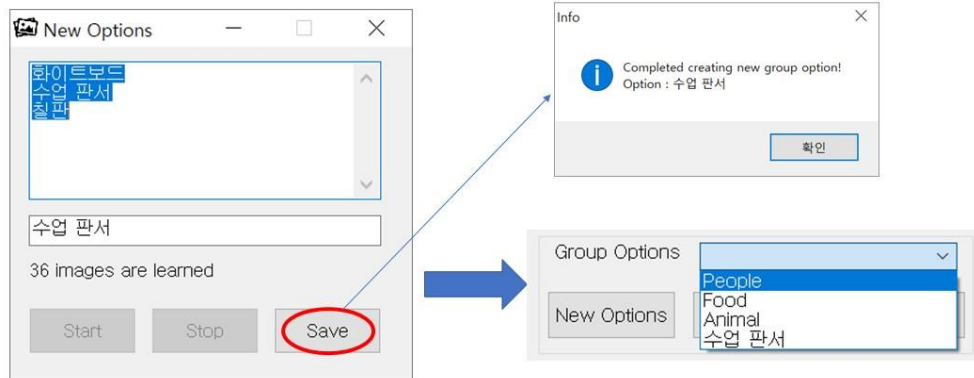 New Options
화이트보드
수업 판서
칠판
수업 판서
36 images are learned
Start
Stop
Save
Info
Completed creating new group option!
Option : 수업 판서
확인
Group Options
People
Food
Animal
수업 판서
New Options